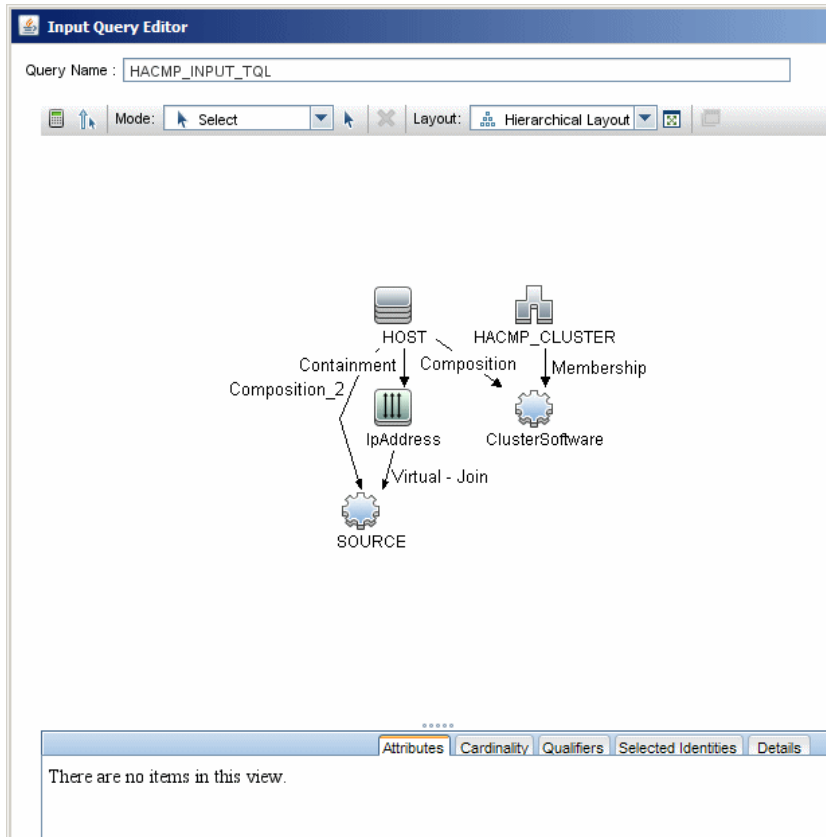 Input Query Editor
Query Name : HACMP_INPUT_TQL
Mode: Select Layout: Hierarchical Layout
HOST HACMP_CLUSTER
Containment Composition Membership
Composition_2
IpAddress ClusterSoftware
Virtual - Join
SOURCE
Attributes Cardinality Qualifiers Selected Identities Details
There are no items in this view.